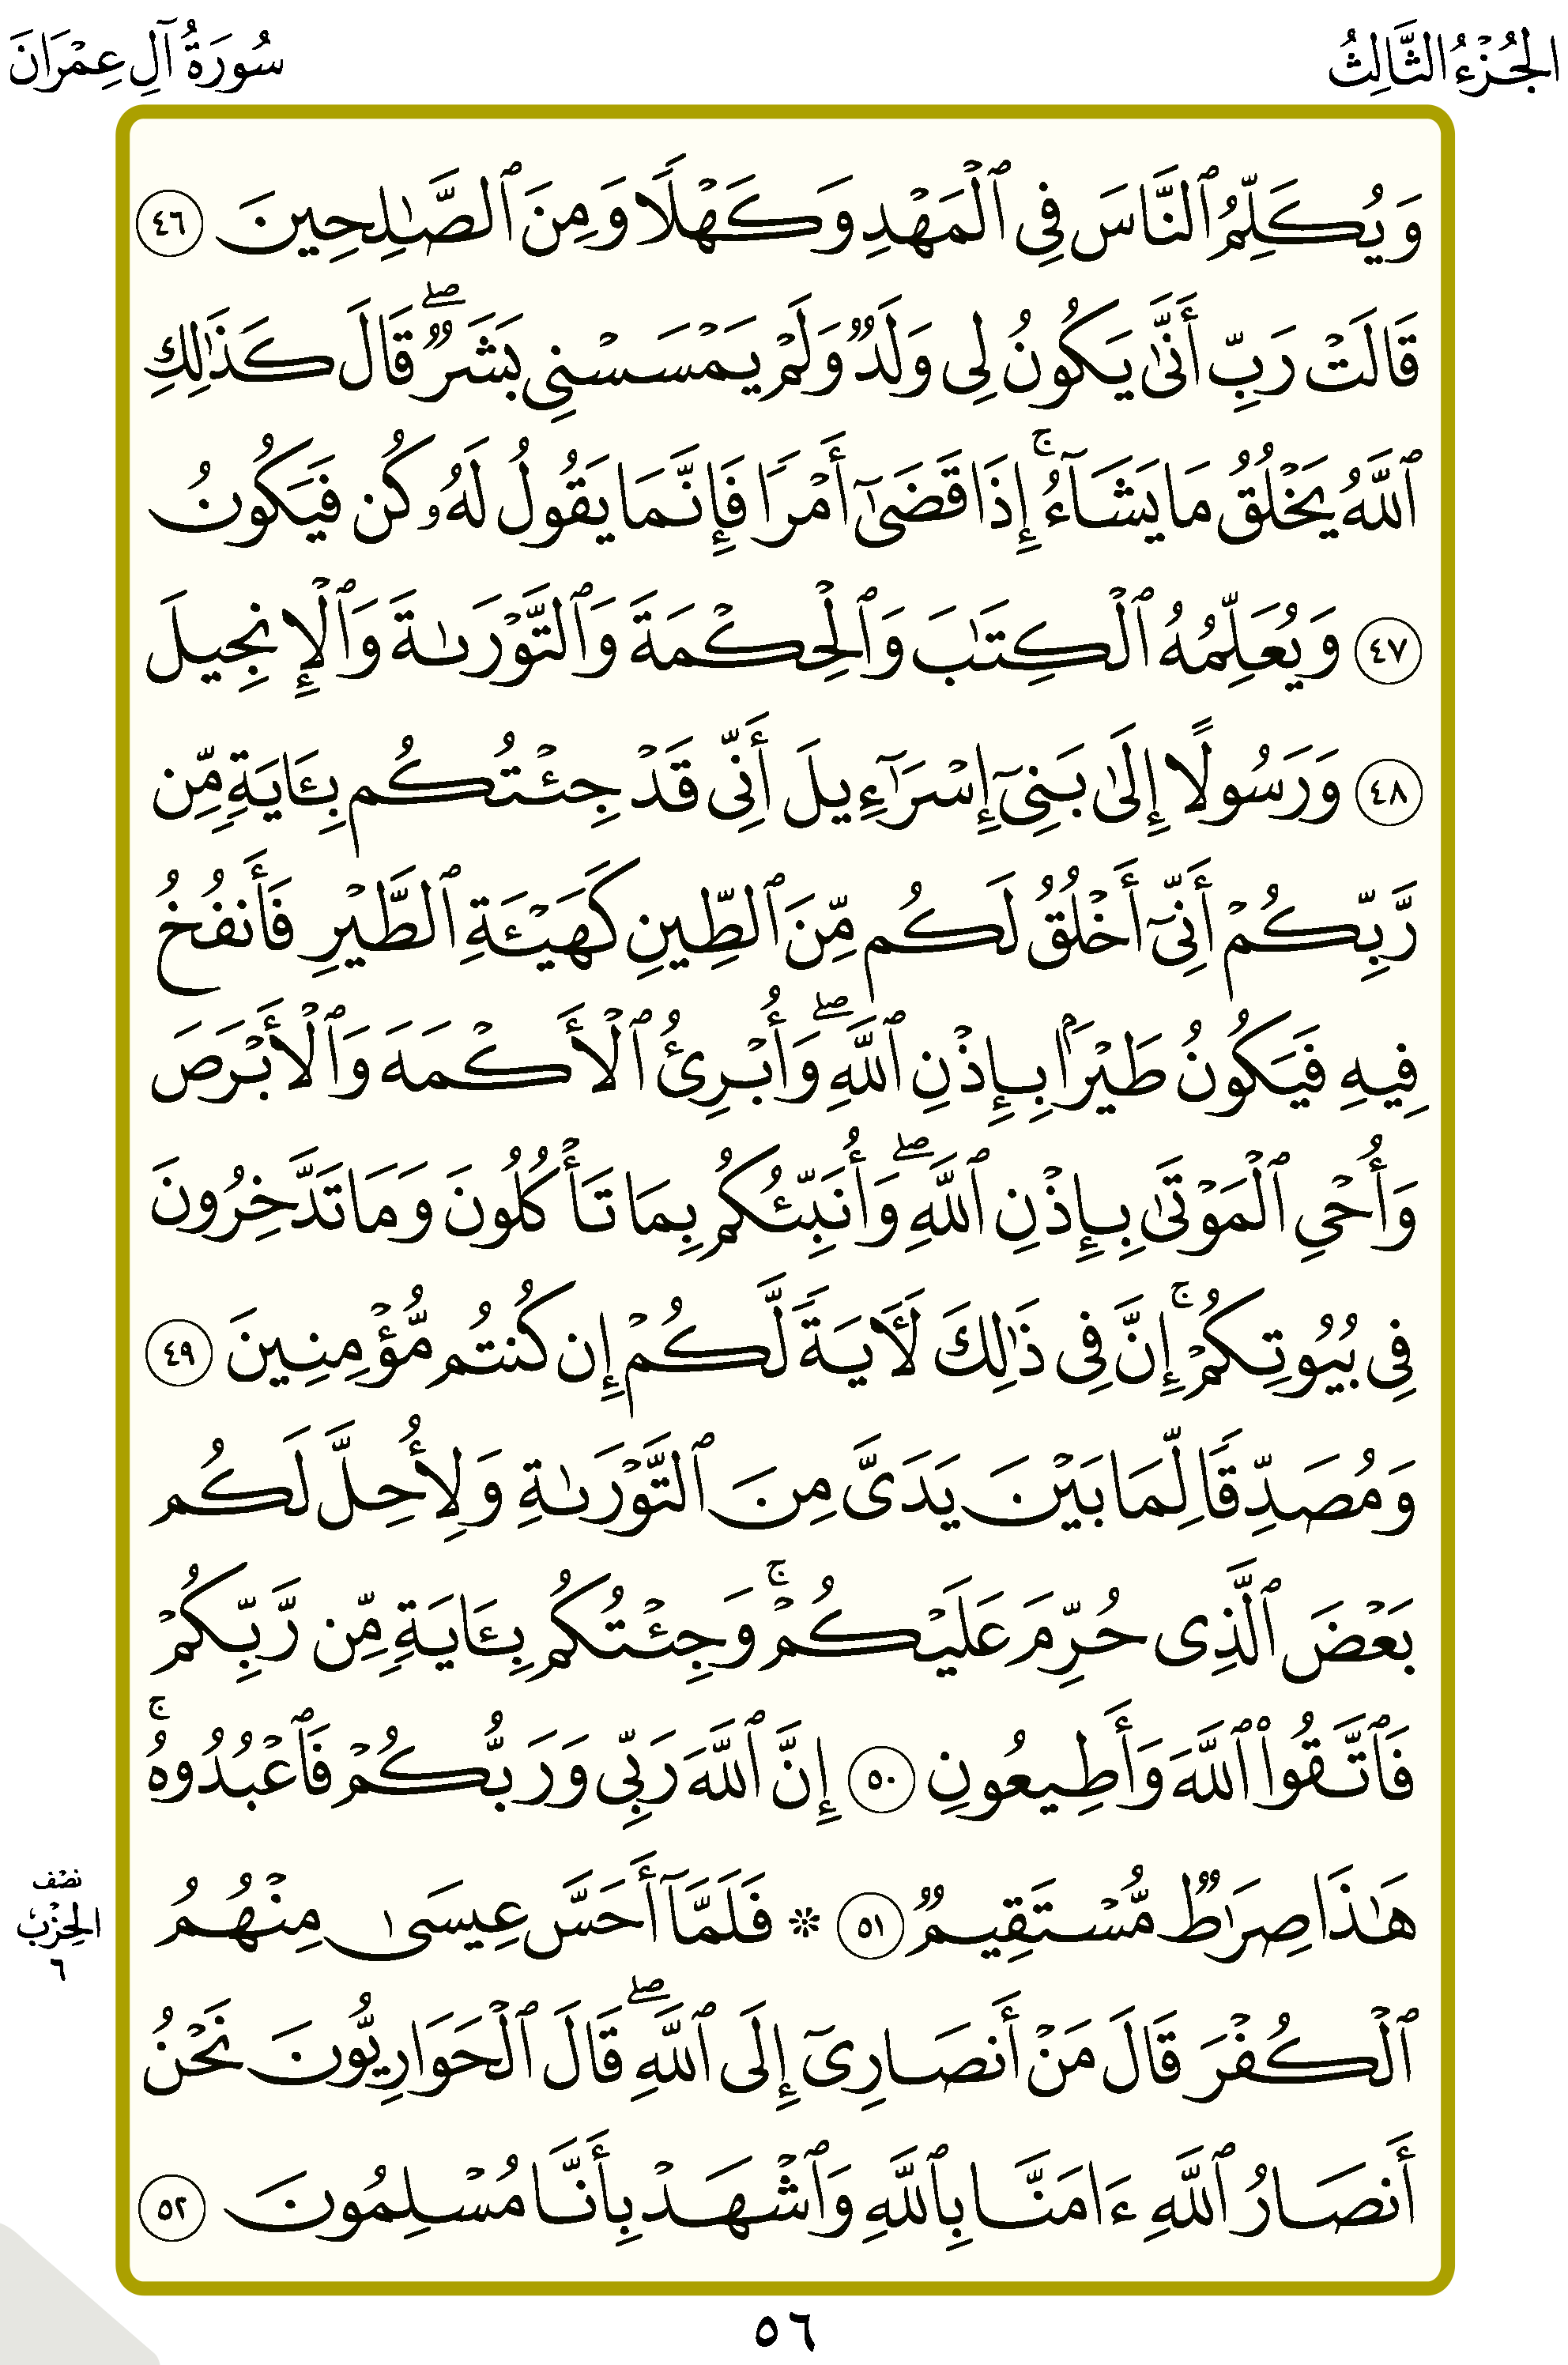 الجُزْءُ الثَّالِثُ
سُورَةُ آلِ عِمْرَانَ
وَيُكَلِّمُ ٱلنَّاسَ فِي ٱلْمَهْدِ وَكَهْلًا وَمِنَ ٱلصَّٰلِحِينَ ٤٦
قَالَتْ رَبِّ أَنَّىٰ يَكُونُ لِي وَلَدٌ وَلَمْ يَمْسَسْنِي بَشَرٌ ۖ قَالَ كَذَٰلِكِ
ٱللَّهُ يَخْلُقُ مَا يَشَآءُ ۚ إِذَا قَضَىٰٓ أَمْرًا فَإِنَّمَا يَقُولُ لَهُۥ كُن فَيَكُونُ
٤٧ وَيُعَلِّمُهُ ٱلْكِتَٰبَ وَٱلْحِكْمَةَ وَٱلتَّوْرَىٰةَ وَٱلْإِنجِيلَ
٤٨ وَرَسُولًا إِلَىٰ بَنِىٓ إِسْرَٰٓءِيلَ أَنِّى قَدْ جِئْتُكُم بِـَٔايَةٍ مِّن
رَّبِّكُمْ أَنِّىٓ أَخْلُقُ لَكُم مِّنَ ٱلطِّينِ كَهَيْـَٔةِ ٱلطَّيْرِ فَأَنفُخُ
فِيهِ فَيَكُونُ طَيْرًۢا بِإِذْنِ ٱللَّهِ ۖ وَأُبْرِئُ ٱلْأَكْمَهَ وَٱلْأَبْرَصَ
وَأُحْىِ ٱلْمَوْتَىٰ بِإِذْنِ ٱللَّهِ ۖ وَأُنَبِّئُكُم بِمَا تَأْكُلُونَ وَمَا تَدَّخِرُونَ
فِى بُيُوتِكُمْ ۚ إِنَّ فِى ذَٰلِكَ لَـَٔايَةً لَّكُمْ إِن كُنتُم مُّؤْمِنِينَ ٤٩
وَمُصَدِّقًا لِّمَا بَيْنَ يَدَىَّ مِنَ ٱلتَّوْرَىٰةِ وَلِأُحِلَّ لَكُم
بَعْضَ ٱلَّذِى حُرِّمَ عَلَيْكُمْ ۚ وَجِئْتُكُم بِـَٔايَةٍ مِّن رَّبِّكُمْ
فَٱتَّقُوا۟ ٱللَّهَ وَأَطِيعُونِ ٥٠ إِنَّ ٱللَّهَ رَبِّى وَرَبُّكُمْ فَٱعْبُدُوهُ ۚ
هَٰذَا صِرَٰطٌ مُّسْتَقِيمٌ ٥١ ۞ فَلَمَّآ أَحَسَّ عِيسَىٰ مِنْهُمُ
نصف
الحِزْب
٦
ٱلْكُفْرَ قَالَ مَنْ أَنصَارِىٓ إِلَى ٱللَّهِ ۖ قَالَ ٱلْحَوَارِيُّونَ نَحْنُ
أَنصَارُ ٱللَّهِ ءَامَنَّا بِٱللَّهِ وَٱشْهَدْ بِأَنَّا مُسْلِمُونَ ٥٢
٥٦